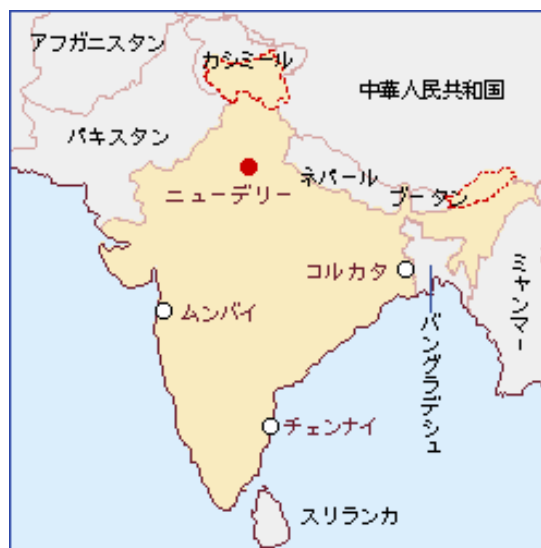 アフガニスタン
カシミール
中華人民共和国
パキスタン
ネパール
ブータン
ニューデリー
コルカタ
ミャンマー
ムンバイ
バングラデシュ
チェンナイ
スリランカ